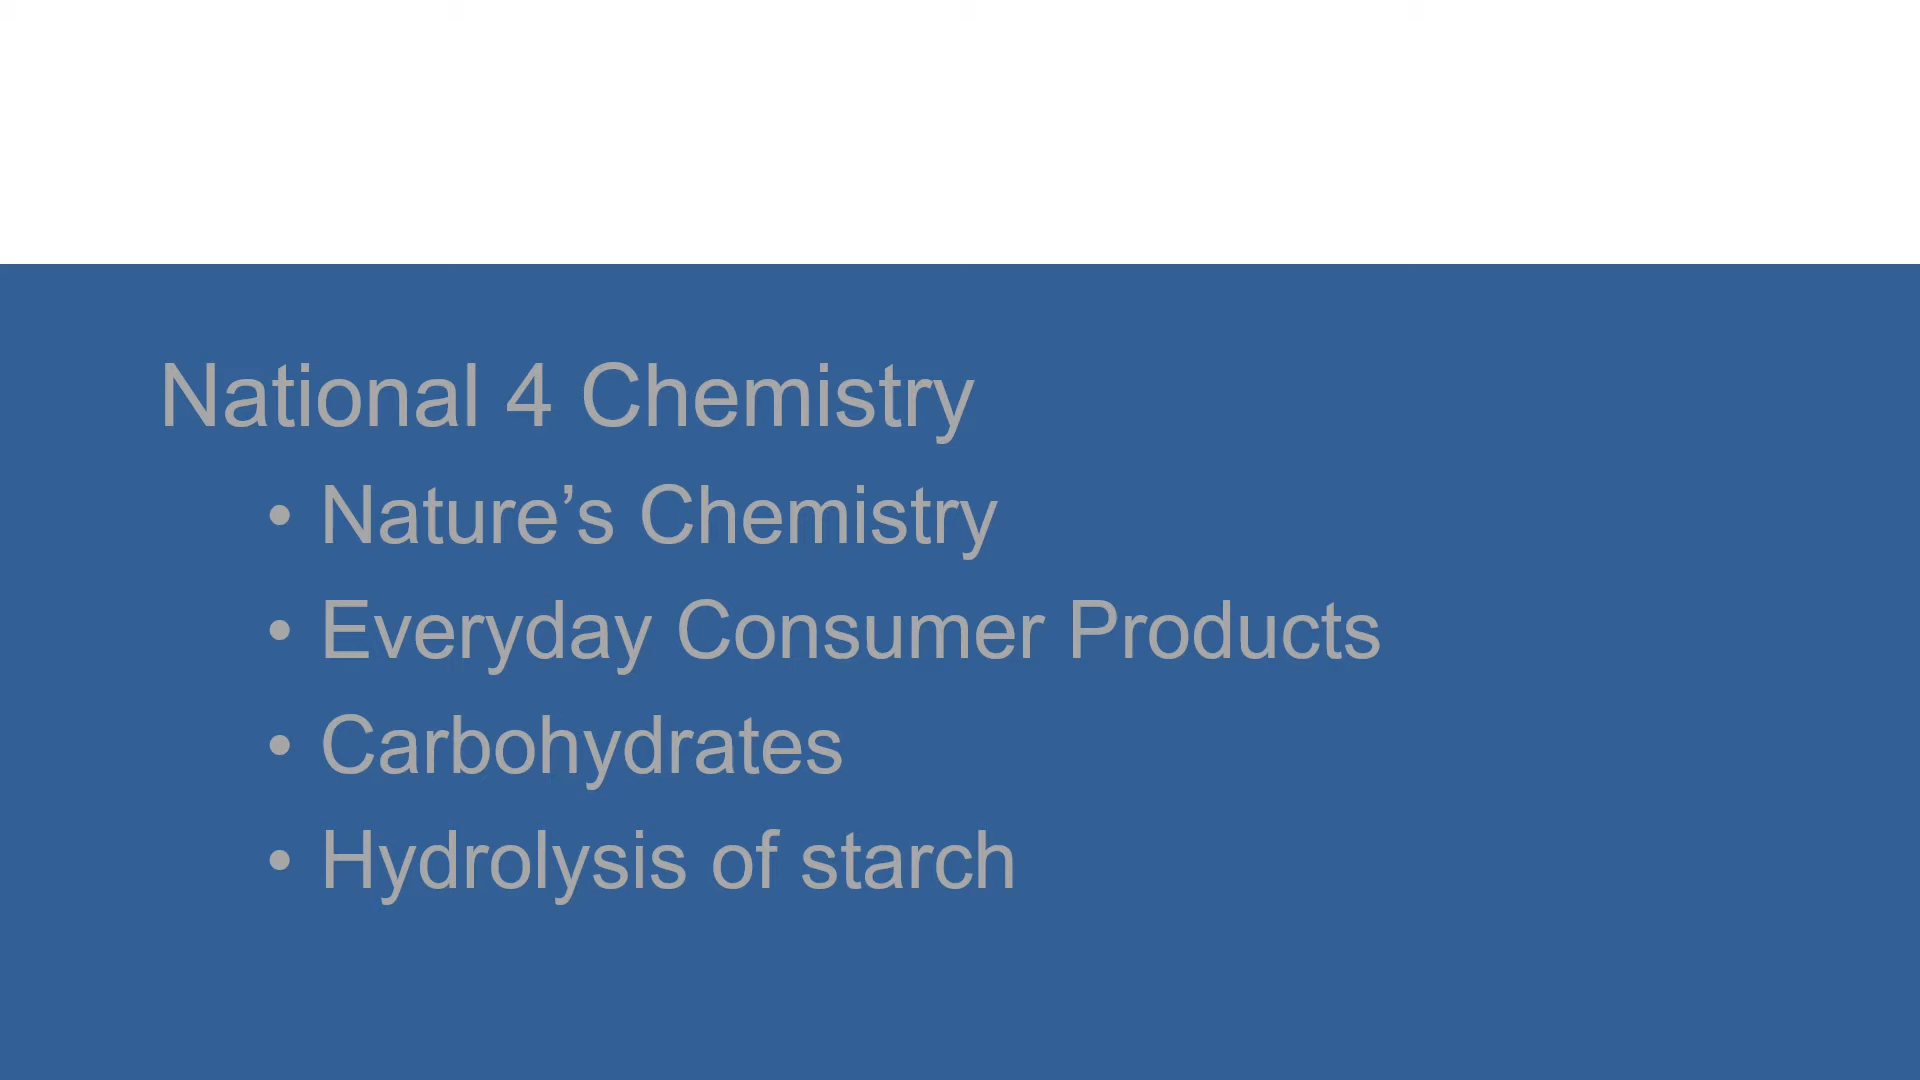 National 4 Chemistry
• Nature’s Chemistry
• Everyday Consumer Products
• Carbohydrates
• Hydrolysis of starch